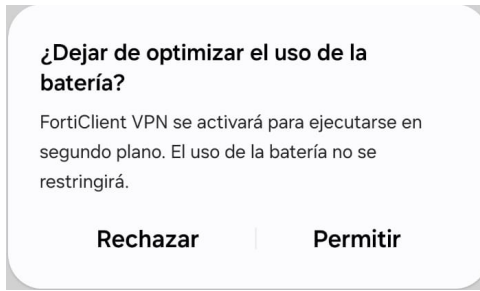 ¿Dejar de optimizar el uso de la
batería?
FortiClient VPN se activará para ejecutarse en
segundo plano. El uso de la batería no se
restringirá.
Rechazar
Permitir